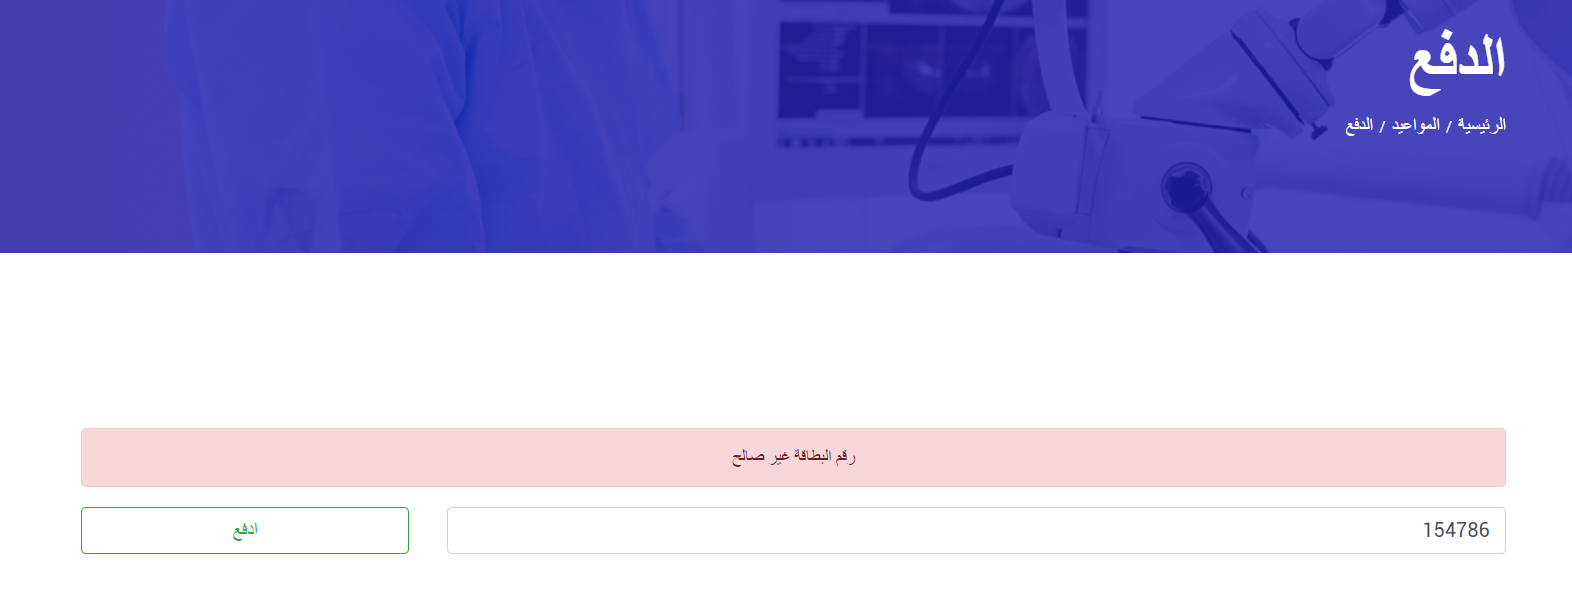 الدفع
الرئيسية / المواعيد / الدفع
رقم البطاقة غير صالح
154786
ادفع